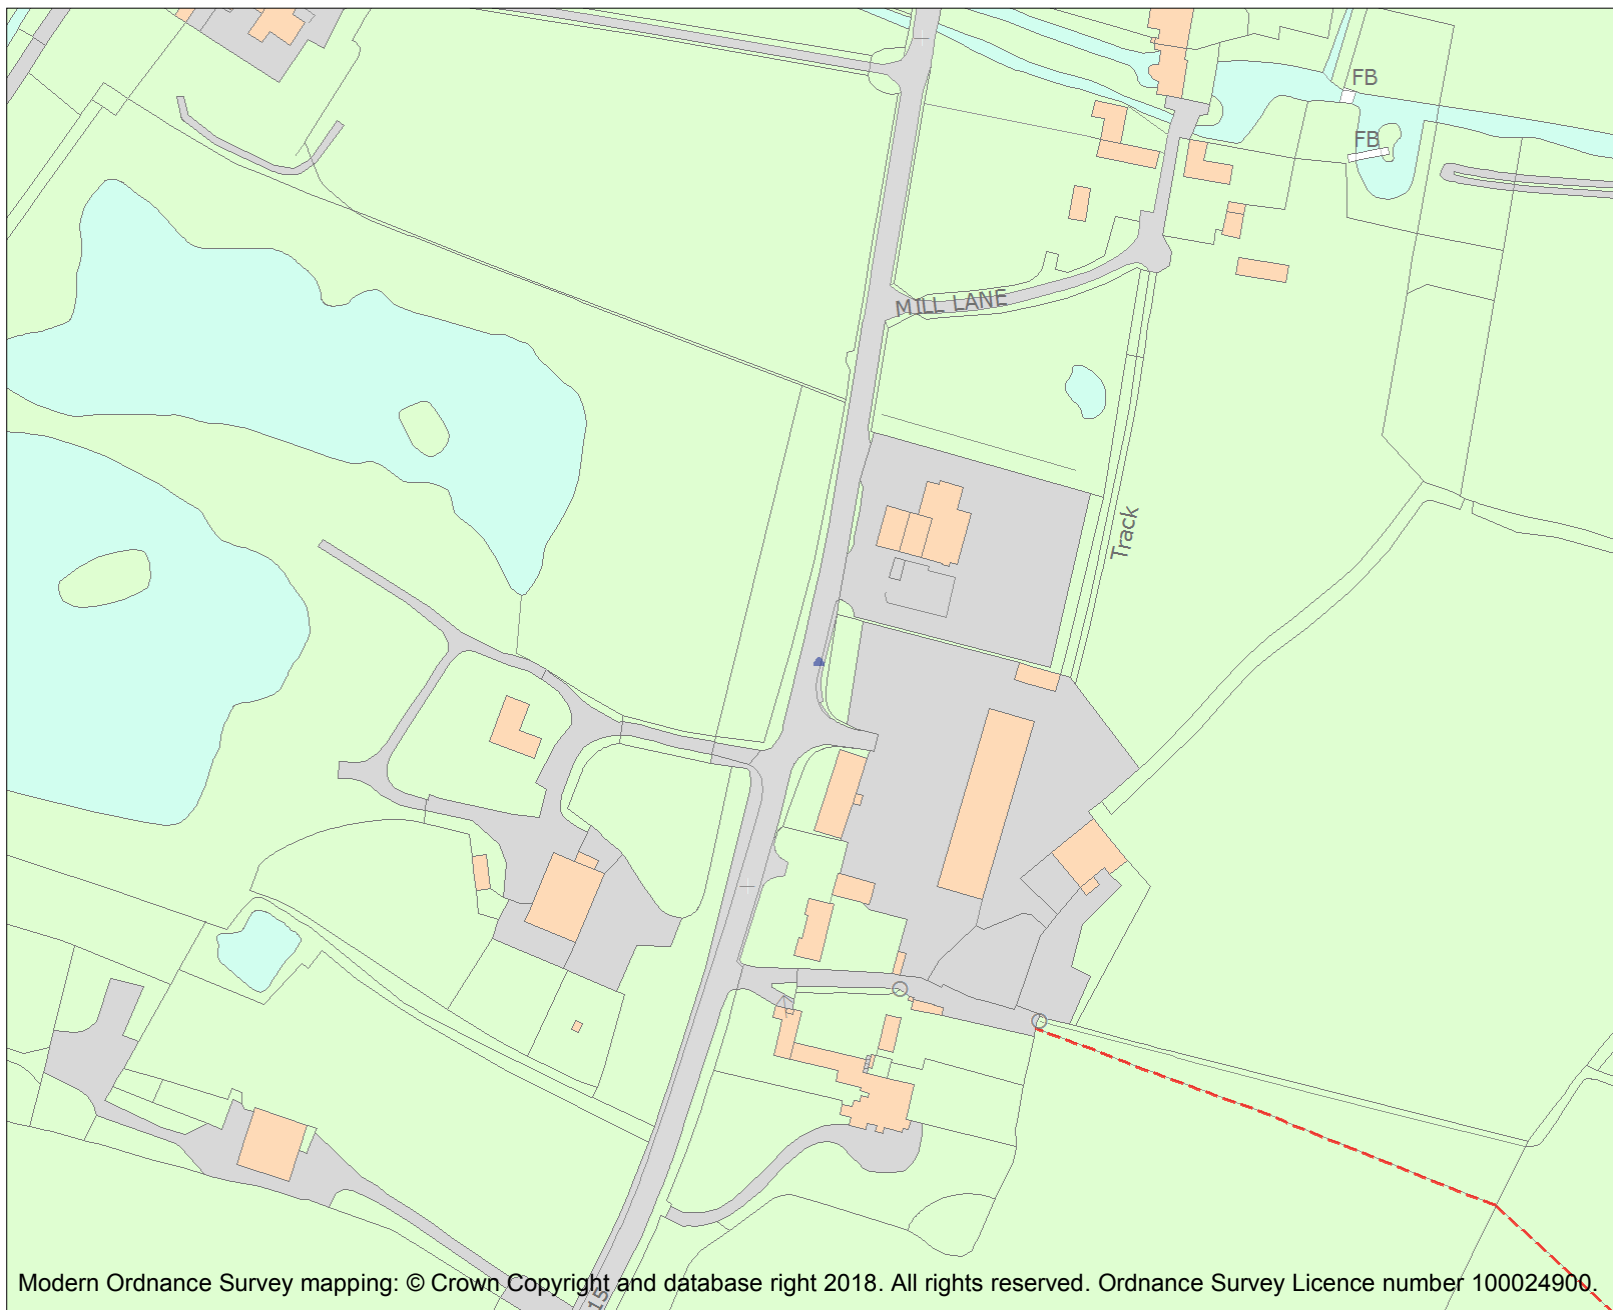 FB
FB
MILL LANE
Track
Modern Ordnance Survey mapping: © Crown Copyright and database right 2018. All rights reserved. Ordnance Survey Licence number 100024900.